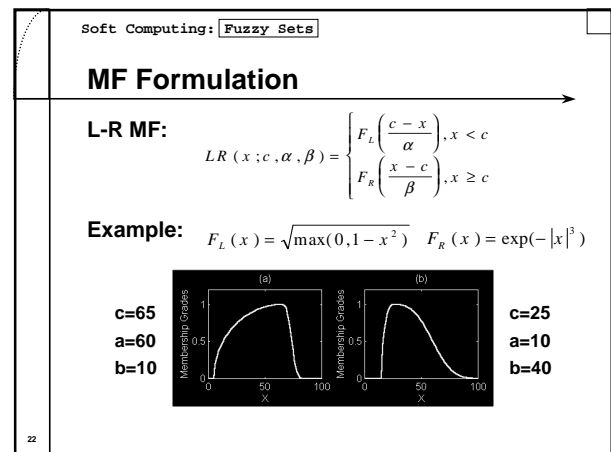 Soft Computing: Fuzzy Sets
MF Formulation
L-R MF:
LR(x;c,α,β) = { F_L((c − x)/α), x < c
F_R((x − c)/β), x ≥ c
Example: F_L(x) = √max(0,1 − x²) F_R(x) = exp(−|x|³)
c=65
a=60
b=10
(a)
Membership Grades
1
0.5
0
0 50 100
X
(b)
Membership Grades
1
0.5
0
0 50 100
X
c=25
a=10
b=40
22